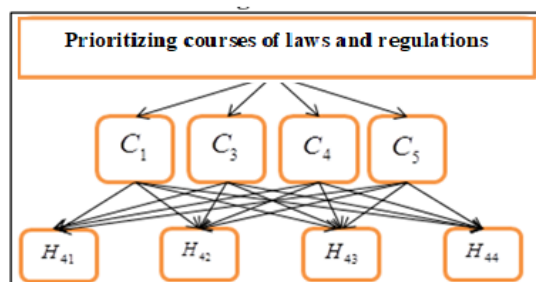 Prioritizing courses of laws and regulations
C₁ C₃ C₄ C₅
H₄₁ H₄₂ H₄₃ H₄₄